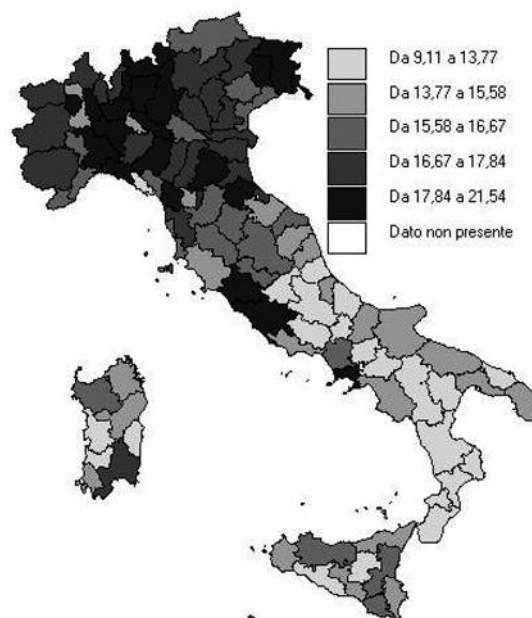 Da 9,11 a 13,77
Da 13,77 a 15,58
Da 15,58 a 16,67
Da 16,67 a 17,84
Da 17,84 a 21,54
Dato non presente